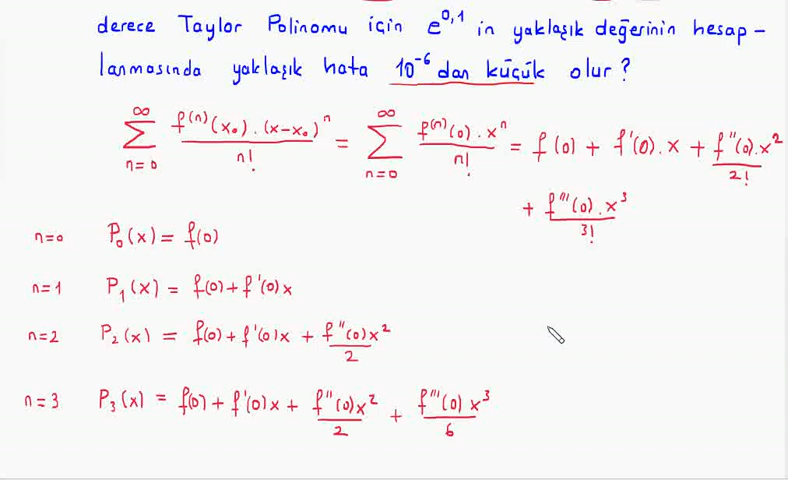 derece Taylor Polinomu için e^0,1 in yaklaşık değerinin hesap-
lanmasında yaklaşık hata 10^-6 dan küçük olur?
∞ ∑ n=0 f^(n)(x₀).(x-x₀)^n / n! = ∞ ∑ n=0 f^(n)(0).x^n / n! = f(0) + f'(0).x + f''(0).x² / 2!
+ f'''(0).x³ / 3!
n=0 P₀(x) = f(0)
n=1 P₁(x) = f(0) + f'(0)x
n=2 P₂(x) = f(0) + f'(0)x + f''(0)x² / 2
n=3 P₃(x) = f(0) + f'(0)x + f''(0)x² / 2 + f'''(0)x³ / 6